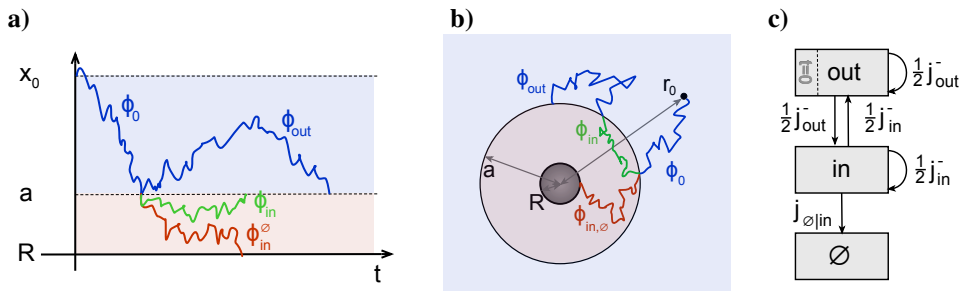 a)
x₀
ϕ₀
ϕout
a
ϕin
ϕ∅in
R
t
b)
ϕout
r₀
ϕin
a
ϕ₀
R
ϕin,∅
c)
out
½ j⁻out
½ j⁻out
½ j⁻in
in
½ j⁻in
j∅|in
∅